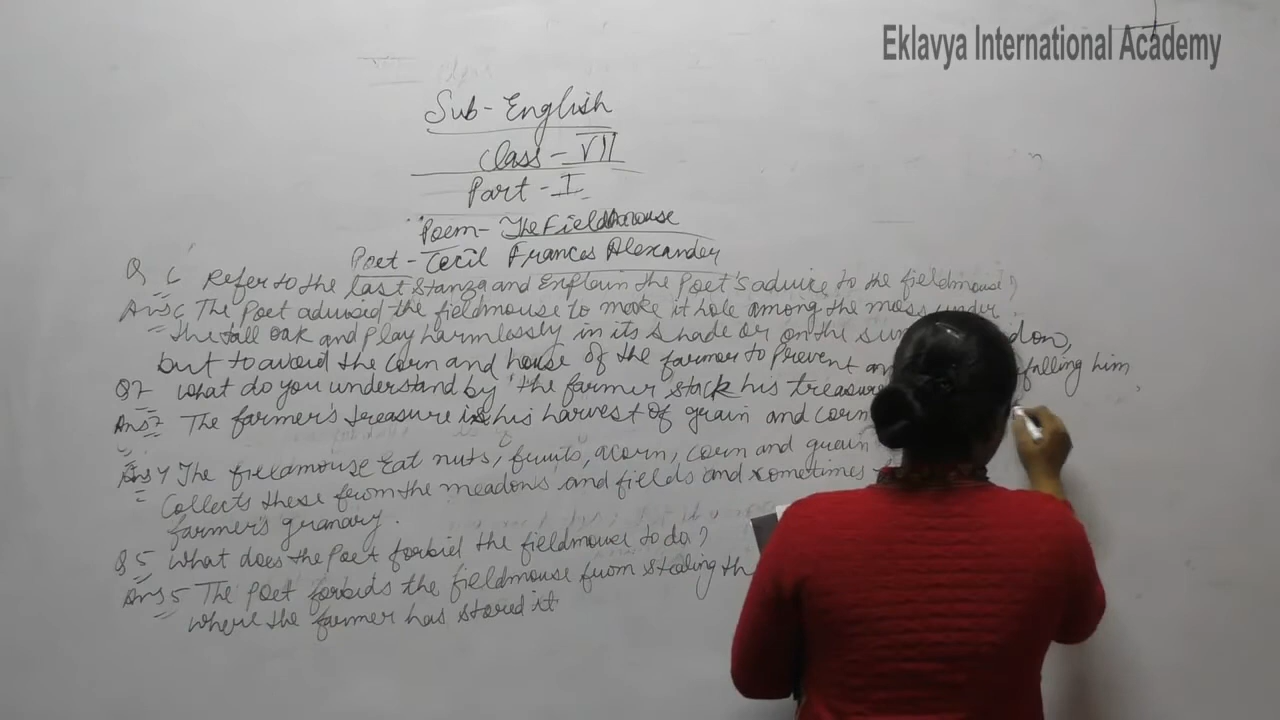 Eklavya International Academy
Sub- English
Class - VII
Part - I
Poem- The Fieldmouse
Poet- Cecil Frances Alexander
Q 6 Refer to the last stanza and Explain the Poet's advice to the fieldmouse?
Ans 6 The Poet advised the fieldmouse to make it hole among the moss under
the tall oak and play harmlessly in its shade or on the
but to avoid the corn and house of the farmer to prevent falling him
Q7 What do you understand by 'the farmer stack his treasure
Ans 7 The farmer's treasure is his harvest of grain and corn
Ans 4 The fieldmouse Eat nuts, fruits, acorn, corn and grain
Collects these from the meadows and fields and sometimes
farmer's granary.
Q 5 What does the Poet forbid the fieldmouse to do?
Ans 5 The Poet forbids the fieldmouse from stealing th
where the farmer has stored it